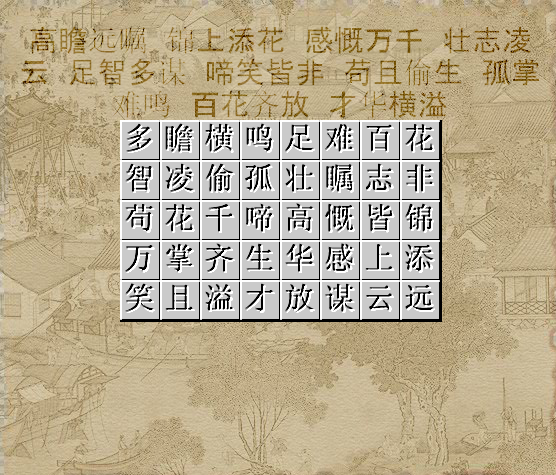 高瞻远瞩 锦上添花 感慨万千 壮志凌
云 足智多谋 啼笑皆非 苟且偷生 孤掌
难鸣 百花齐放 才华横溢
多瞻横鸣足难百花
智凌偷孤壮瞩志非
苟花千啼高慨皆锦
万掌齐生华感上添
笑且溢才放谋云远